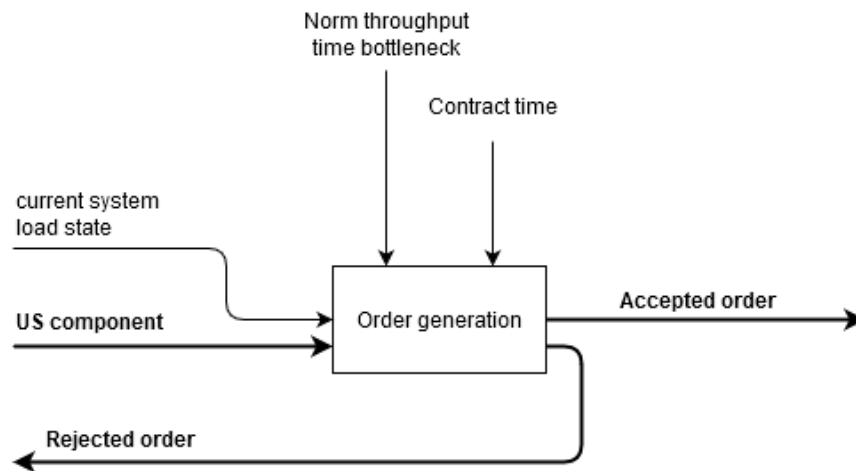 Norm throughput
time bottleneck
Contract time
current system
load state
US component
Order generation
Accepted order
Rejected order